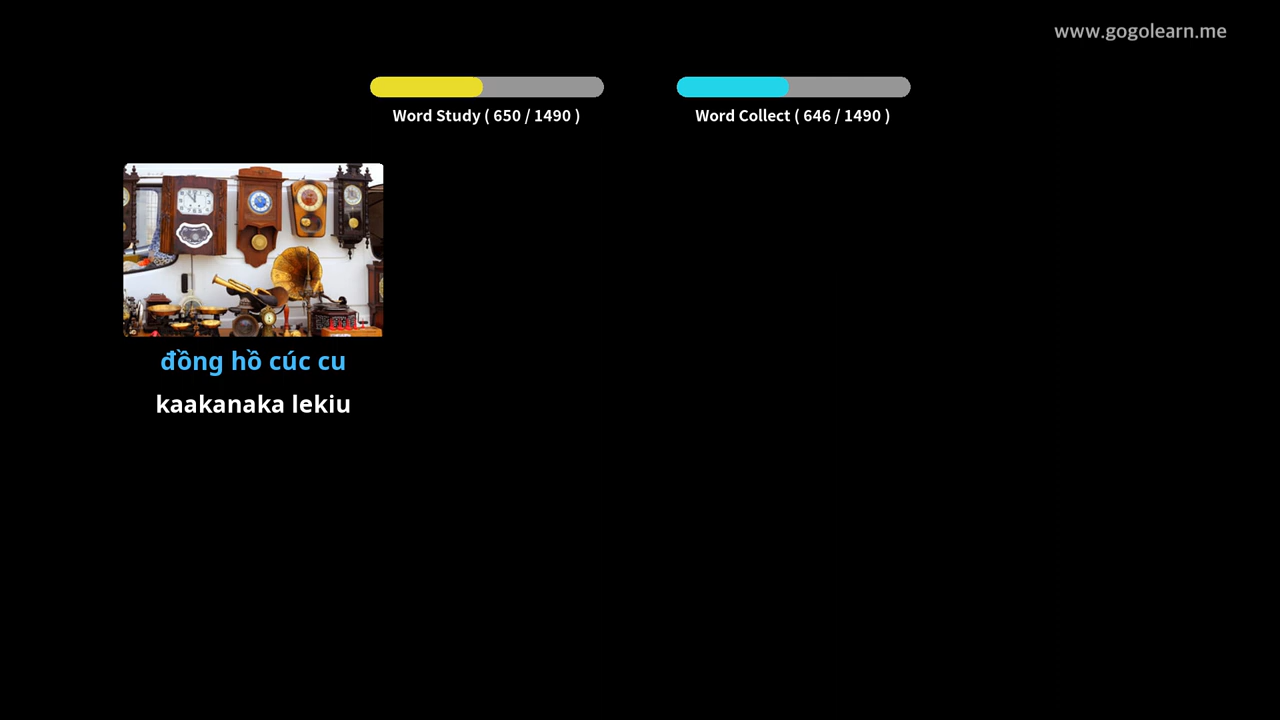 www.gogolearn.me
Word Study ( 650 / 1490 )
Word Collect ( 646 / 1490 )
đồng hồ cúc cu
kaakanaka lekiu